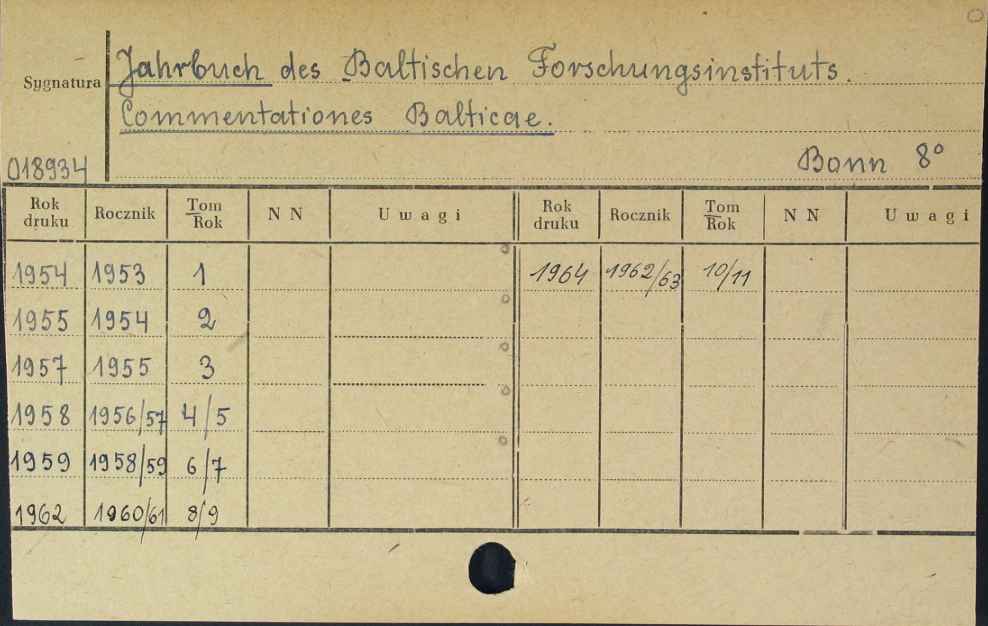 Jahrbuch des Baltischen Forschungsinstituts.
Sygnatura
Commentationes Balticae.
018934
Bonn 8°
Rok druku Rocznik Tom/Rok NN Uwagi Rok druku Rocznik Tom/Rok NN Uwagi
1954 1953 1 1964 1962/63 10/11
1955 1954 2
1957 1955 3
1958 1956/57 4/5
1959 1958/59 6/7
1962 1960/61 8/9